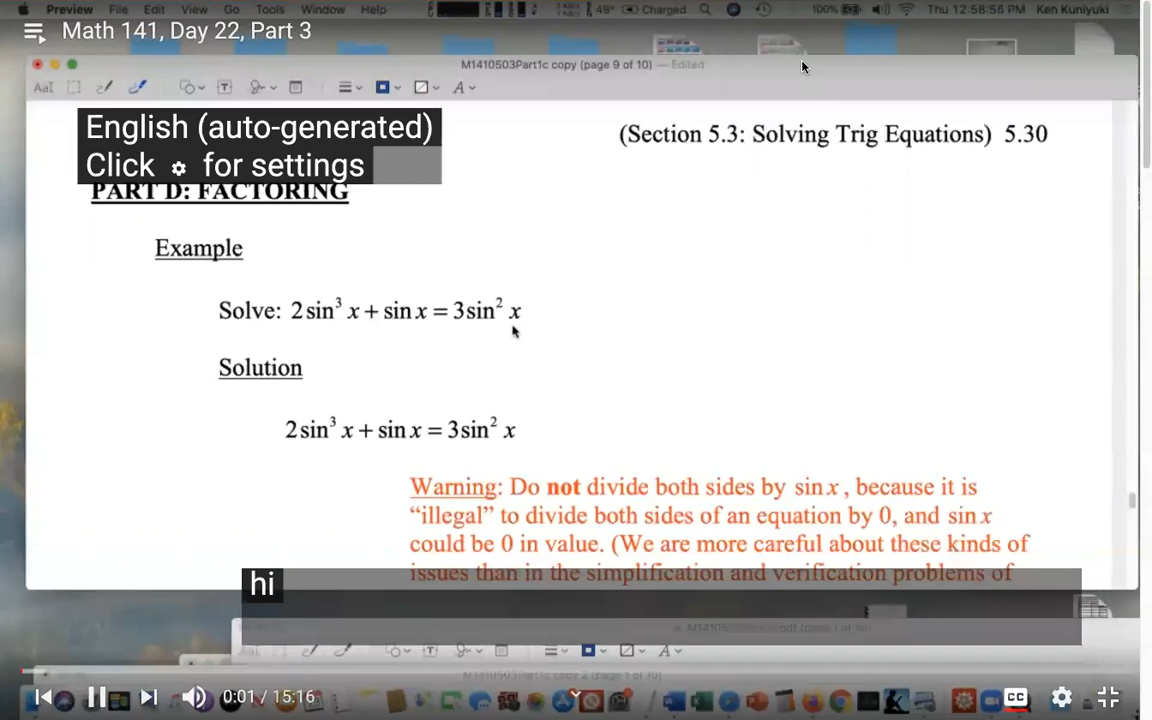 Preview File Edit View Go Tools Window Help 48° Charged 100% Thu 12:56:56 PM Ken Kuniyuki
Math 141, Day 22, Part 3
M1410503Part1c copy (page 9 of 10) — Edited
AaI T A
English (auto-generated)
Click for settings
(Section 5.3: Solving Trig Equations) 5.30
PART D: FACTORING
Example
Solve: 2 sin³ x + sin x = 3 sin² x
Solution
2 sin³ x + sin x = 3 sin² x
Warning: Do not divide both sides by sin x, because it is
“illegal” to divide both sides of an equation by 0, and sin x
could be 0 in value. (We are more careful about these kinds of
issues than in the simplification and verification problems of
hi
0:01 / 15:16
CC